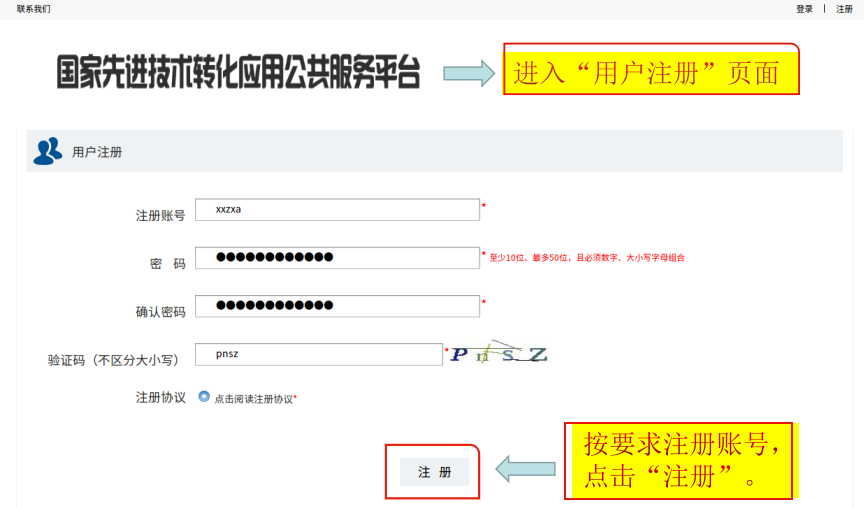 联系我们
登录 | 注册
国家先进技术转化应用公共服务平台
进入“用户注册”页面
用户注册
注册账号 xxzxa *
密 码 ●●●●●●●●●●●● * 至少10位、最多50位，且必须数字、大小写字母组合
确认密码 ●●●●●●●●●●●● *
验证码（不区分大小写） pnsz * P n S Z
注册协议 点击阅读注册协议*
注 册
按要求注册账号，
点击“注册”。